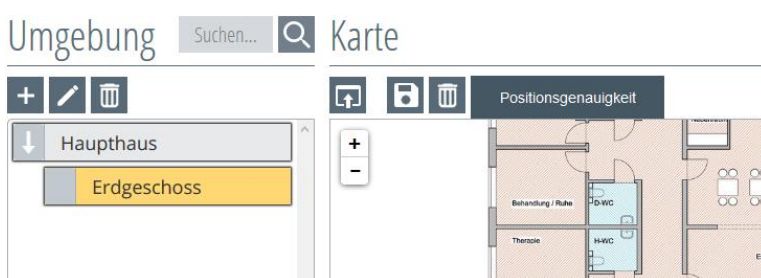 Umgebung
Suchen...
Karte
Positionsgenauigkeit
Haupthaus
Erdgeschoss
+
-
Behandlung / Ruhe
D-WC
Therapie
H-WC